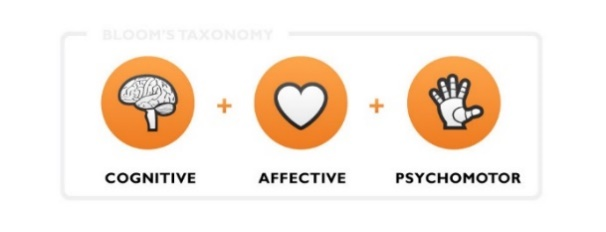 BLOOM'S TAXONOMY
+ +
COGNITIVE AFFECTIVE PSYCHOMOTOR